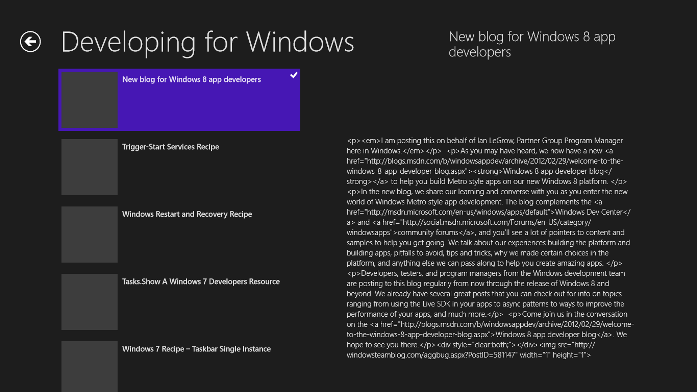 Developing for Windows
New blog for Windows 8 app
developers
New blog for Windows 8 app developers
Trigger-Start Services Recipe
Windows Restart and Recovery Recipe
Tasks.Show A Windows 7 Developers Resource
Windows 7 Recipe – Taskbar Single Instance
<p><em>I am posting this on behalf of Ian LeGrow, Partner Group Program Manager
here in Windows.</em></p>  <p>As you may have heard, we now have a new <a
href="http://blogs.msdn.com/b/windowsappdev/archive/2012/02/29/welcome-to-the-
windows-8-app-developer-blog.aspx"><strong>Windows 8 app developer blog</
strong></a> to help you build Metro style apps on our new Windows 8 platform. </p>
<p>In the new blog, we share our learning and converse with you as you enter the new
world of Windows Metro style app development. The blog complements the <a
href="http://msdn.microsoft.com/en-us/windows/apps/default">Windows Dev Center</
a> and <a href="http://social.msdn.microsoft.com/Forums/en-US/category/
windowsapps">community forums</a>, and you'll see a lot of pointers to content and
samples to help you get going. We talk about our experiences building the platform and
building apps, pitfalls to avoid, tips and tricks, why we made certain choices in the
platform, and anything else we can pass along to help you create amazing apps. </p>
<p>Developers, testers, and program managers from the Windows development team
are posting to this blog regularly from now through the release of Windows 8 and
beyond. We already have several great posts that you can check out for info on topics
ranging from using the Live SDK in your apps to async patterns to ways to improve the
performance of your apps, and much more.</p>  <p>Come join us in the conversation
on the <a href="http://blogs.msdn.com/b/windowsappdev/archive/2012/02/29/welcome-
to-the-windows-8-app-developer-blog.aspx">Windows 8 app developer blog</a>. We
hope to see you there.</p><div style="clear:both;"></div><img src="http://
windowsteamblog.com/aggbug.aspx?PostID=581147" width="1" height="1">